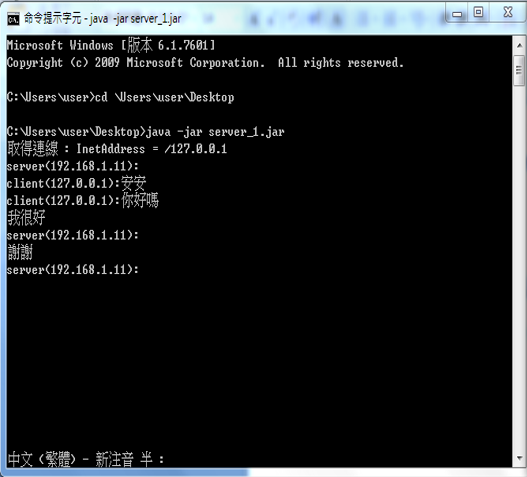 命令提示字元 - java -jar server_1.jar
Microsoft Windows [版本 6.1.7601]
Copyright (c) 2009 Microsoft Corporation.  All rights reserved.
C:\Users\user>cd \Users\user\Desktop
C:\Users\user\Desktop>java -jar server_1.jar
取得連線 : InetAddress = /127.0.0.1
server(192.168.1.11):
client(127.0.0.1):安安
client(127.0.0.1):你好嗎
我很好
server(192.168.1.11):
謝謝
server(192.168.1.11):
中文 (繁體) - 新注音 半 :